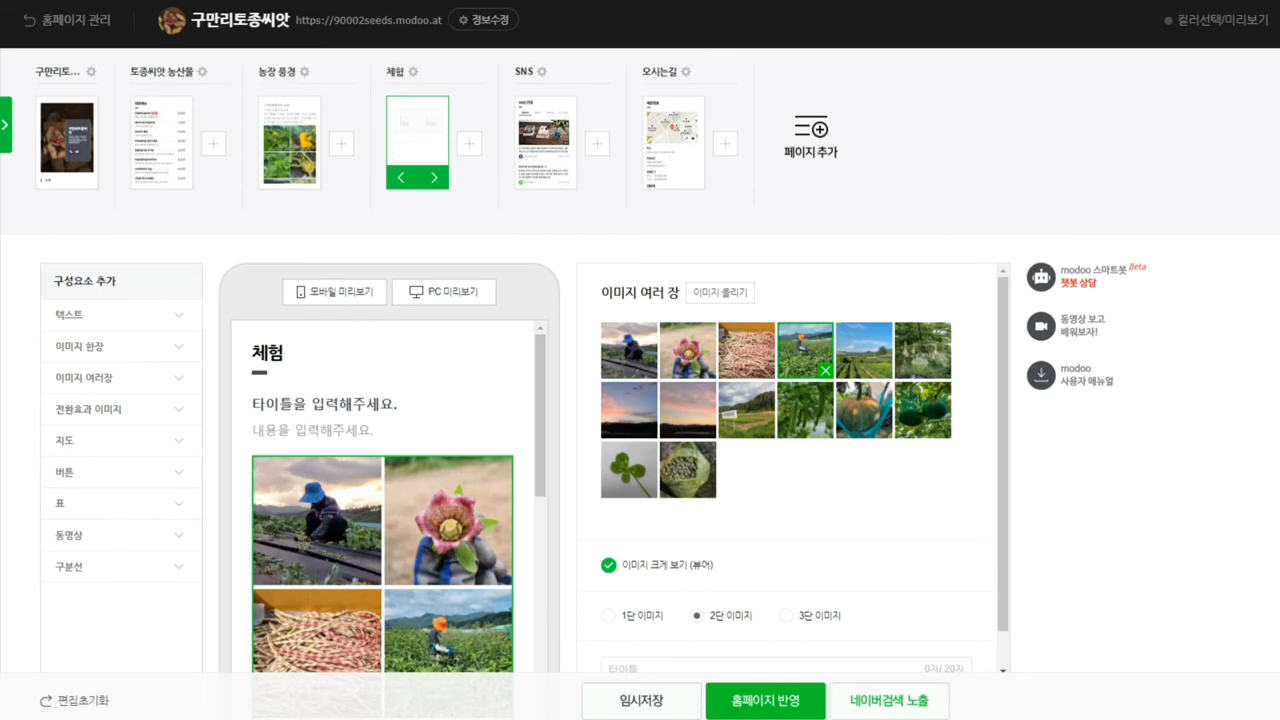 홈페이지 관리
구만리토종씨앗 https://90002seeds.modoo.at 정보수정
컬러선택/미리보기
구만리토...
토종씨앗 농산물
농장 풍경
체험
SNS
오시는길
페이지 추가
구성요소 추가
텍스트
이미지 한장
이미지 여러장
전환효과 이미지
지도
버튼
표
동영상
구분선
모바일 미리보기
PC 미리보기
체험
타이틀을 입력해주세요.
내용을 입력해주세요.
이미지 여러 장
이미지 올리기
이미지 크게 보기 (뷰어)
1단 이미지
2단 이미지
3단 이미지
타이틀
0자/ 20자
modoo 스마트봇 Beta
챗봇 상담
동영상 보고
배워보자!
modoo
사용자 매뉴얼
편집초기화
임시저장
홈페이지 반영
네이버검색 노출